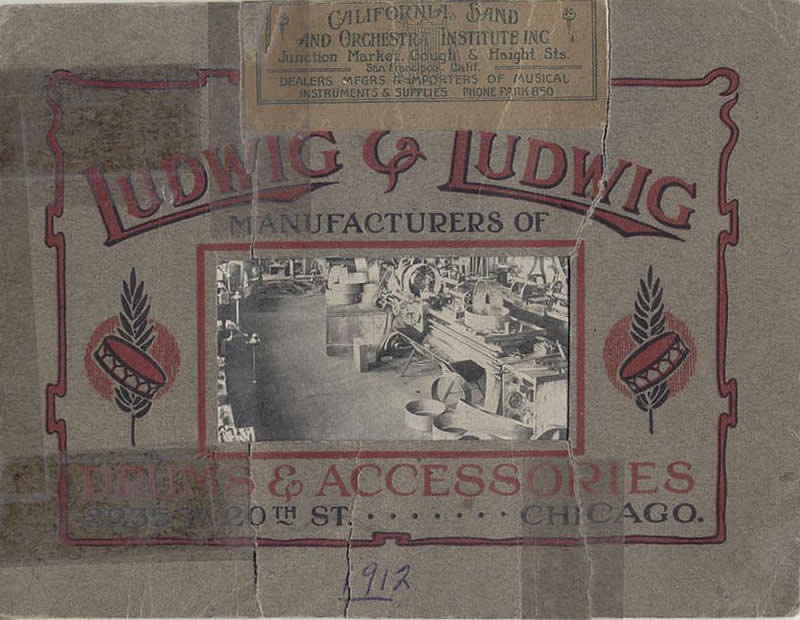 CALIFORNIA BAND
AND ORCHESTRA INSTITUTE INC
Junction Market, Gough & Haight Sts.
San Francisco, Calif.
DEALERS MFGRS & IMPORTERS OF MUSICAL
INSTRUMENTS & SUPPLIES PHONE PARK 850
LUDWIG & LUDWIG
MANUFACTURERS OF
DRUMS & ACCESSORIES
20TH ST. ........ CHICAGO.
1912